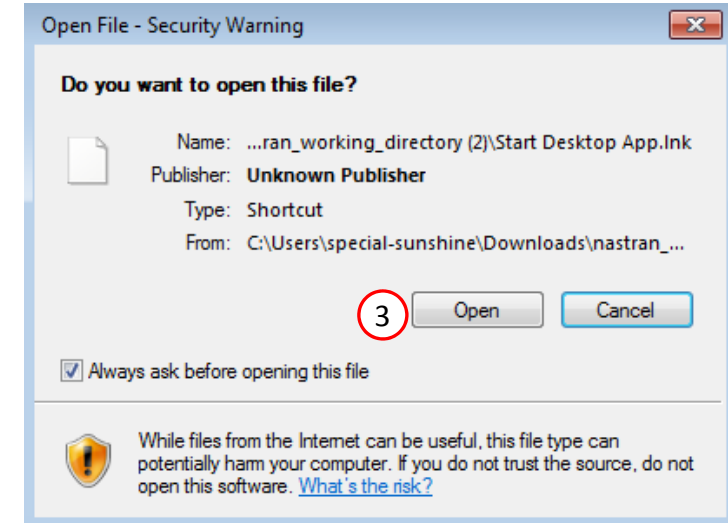 Open File - Security Warning
Do you want to open this file?
Name: ...ran_working_directory (2)\Start Desktop App.lnk
Publisher: Unknown Publisher
Type: Shortcut
From: C:\Users\special-sunshine\Downloads\nastran_...
3 Open Cancel
Always ask before opening this file
While files from the Internet can be useful, this file type can
potentially harm your computer. If you do not trust the source, do not
open this software. What's the risk?